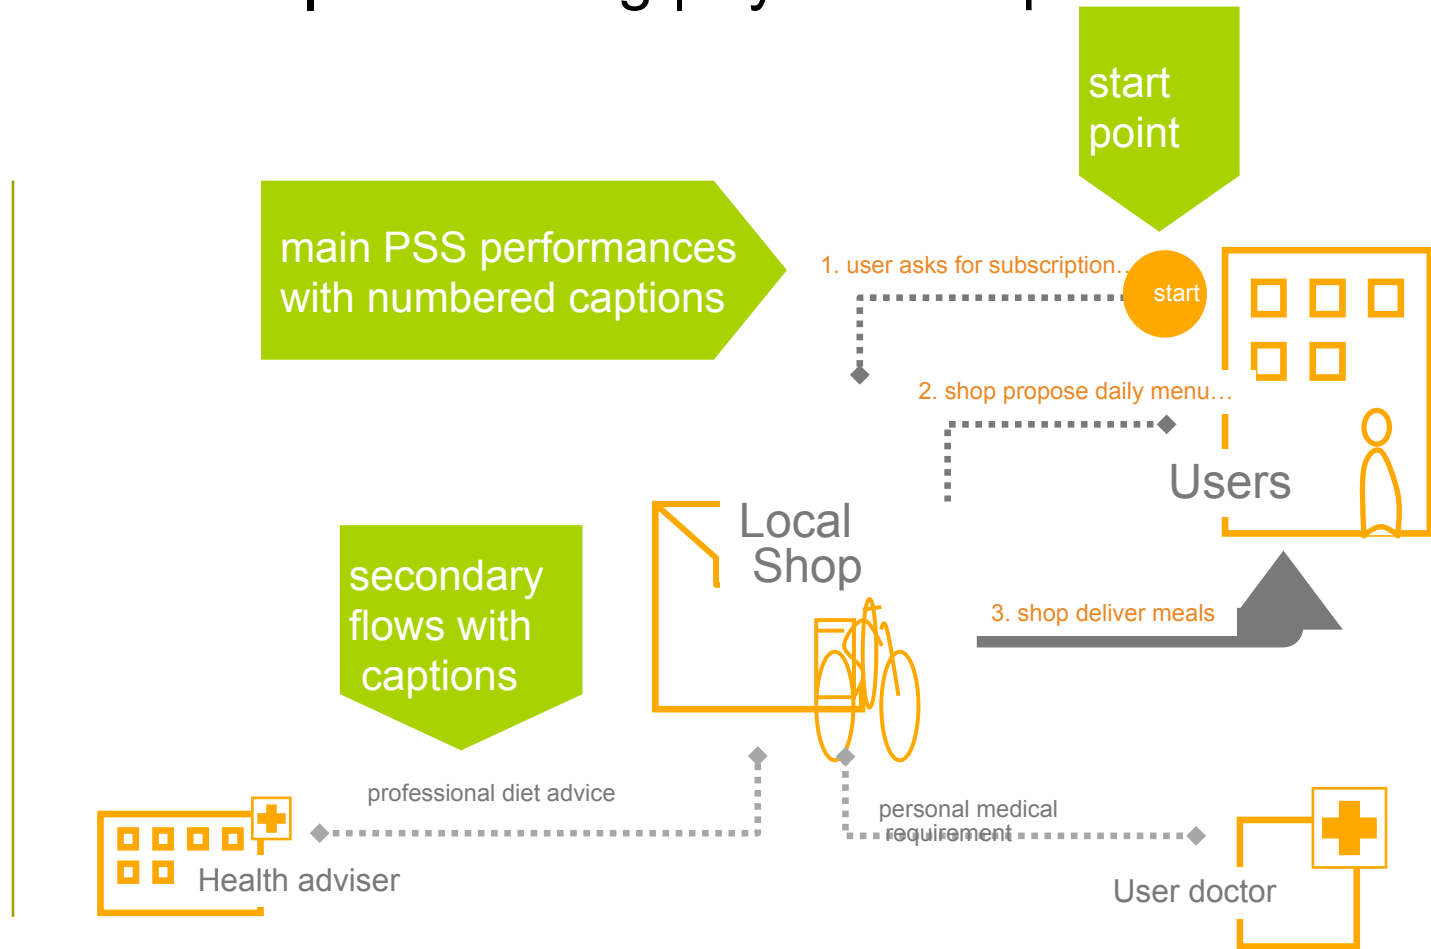 start
point
main PSS performances
with numbered captions
1. user asks for subscription…
start
2. shop propose daily menu…
Users
Local
Shop
secondary
flows with
captions
3. shop deliver meals
professional diet advice
personal medical
requirement
Health adviser
User doctor